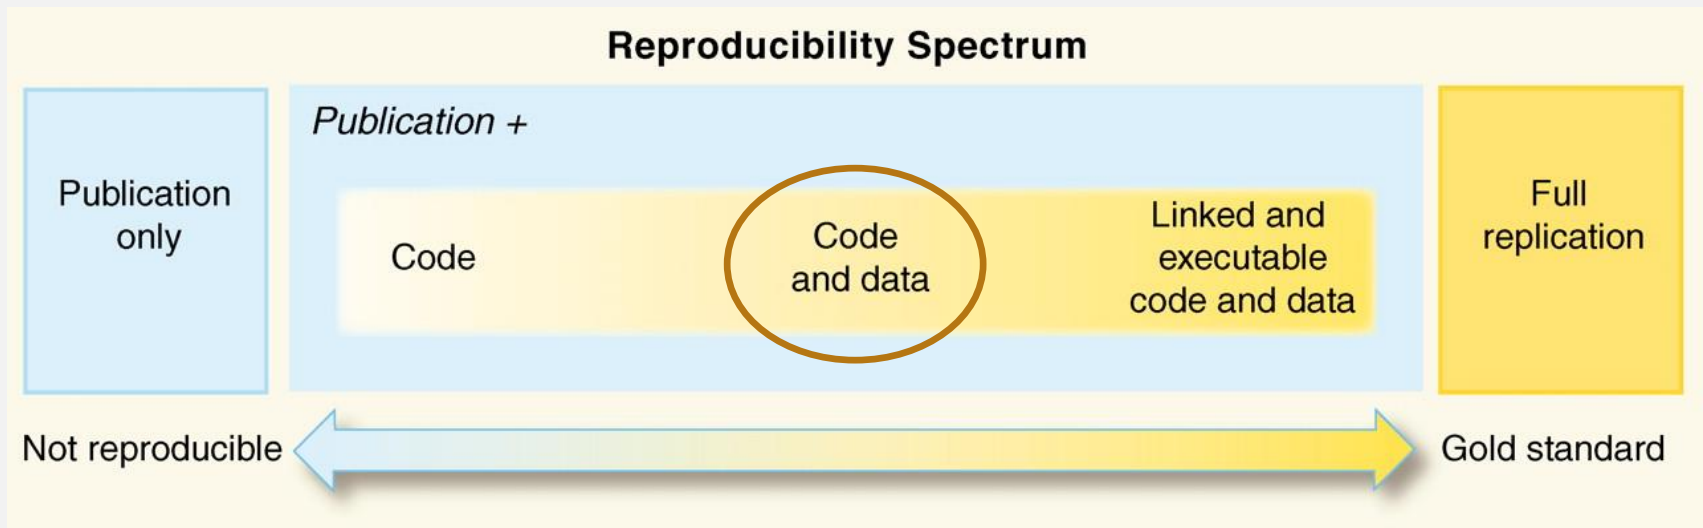 Reproducibility Spectrum
Publication
only
Publication +
Code
Code
and data
Linked and
executable
code and data
Full
replication
Not reproducible
Gold standard